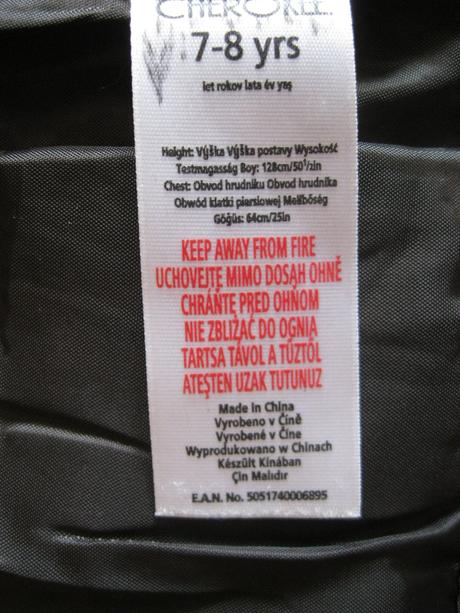 CHEROKEE
7-8 yrs
let rokov lata év yaş
Height: Výška Výška postavy Wysokość
Testmagasság Boy: 128cm/50½in
Chest: Obvod hrudníku Obvod hrudníka
Obwód klatki piersiowej Mellbőség
Göğüs: 64cm/25in
KEEP AWAY FROM FIRE
UCHOVEJTE MIMO DOSAH OHNĚ
CHRÁŇTE PRED OHŇOM
NIE ZBLIŻAĆ DO OGNIA
TARTSA TÁVOL A TŰZTŐL
ATEŞTEN UZAK TUTUNUZ
Made in China
Vyrobeno v Číně
Vyrobené v Číne
Wyprodukowano w Chinach
Készült Kínában
Çin Malıdır
E.A.N. No. 5051740006895